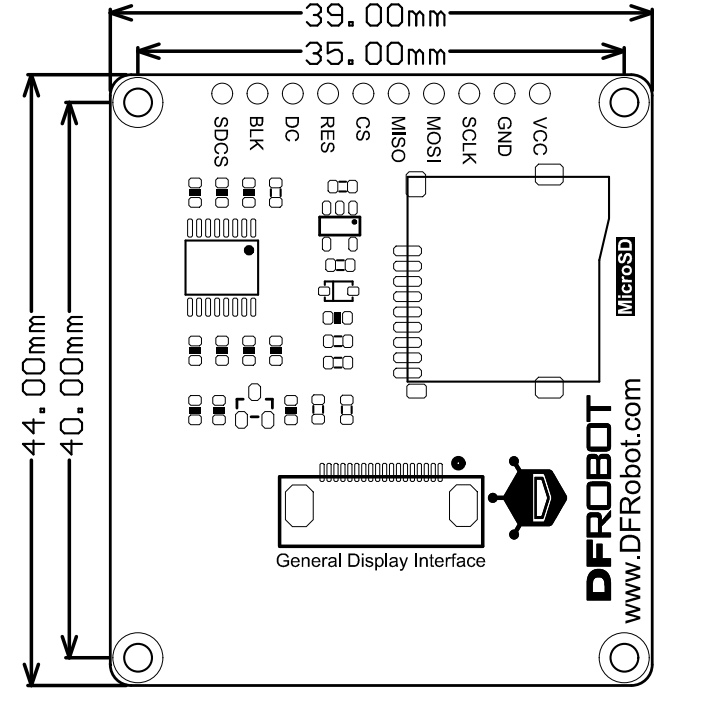 39.00mm
35.00mm
44.00mm
40.00mm
SDCS
BLK
DC
RES
CS
MISO
MOSI
SCLK
GND
VCC
MicroSD
DFROBOT
www.DFRobot.com
General Display Interface